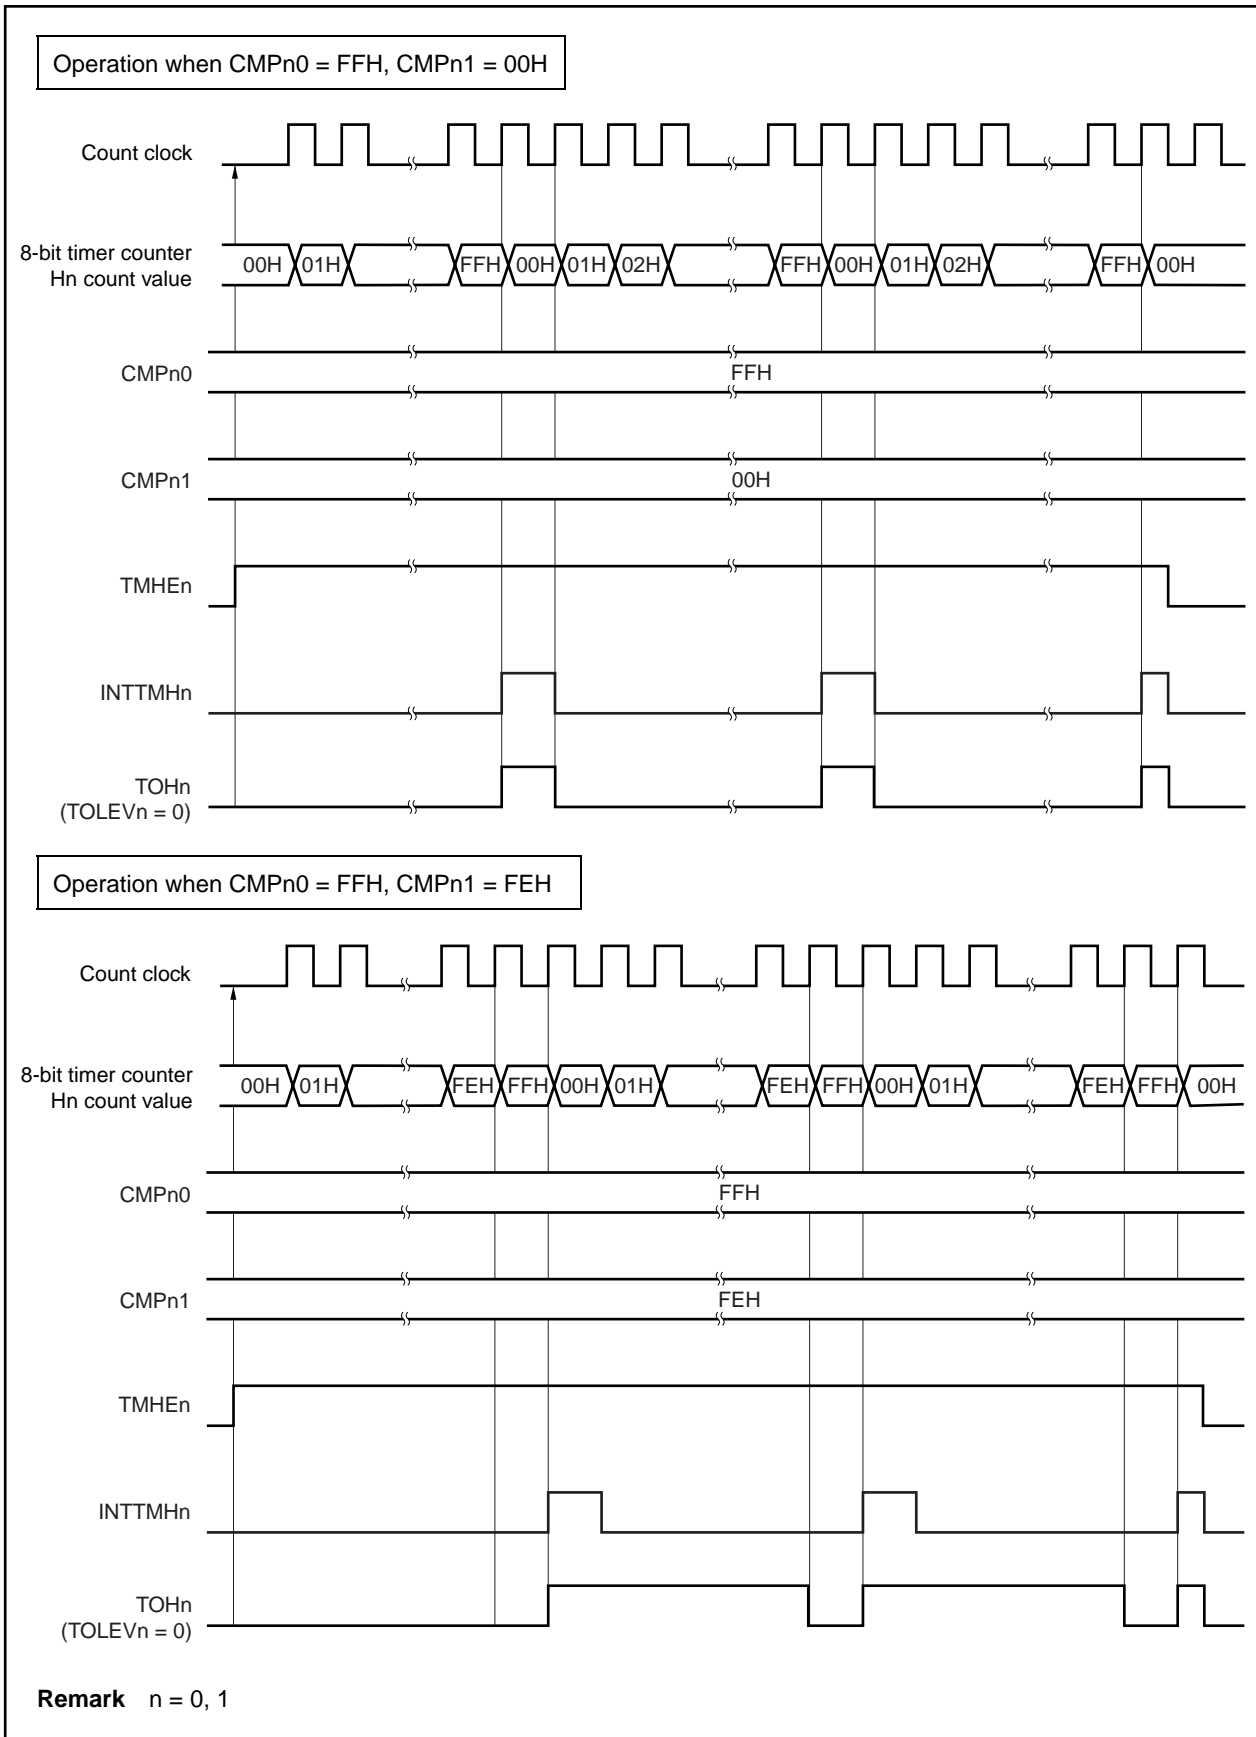 Operation when CMPn0 = FFH, CMPn1 = 00H
Count clock
8-bit timer counter
Hn count value
00H 01H FFH 00H 01H 02H FFH 00H 01H 02H FFH 00H
CMPn0
FFH
CMPn1
00H
TMHEn
INTTMHn
TOHn
(TOLEVn = 0)
Operation when CMPn0 = FFH, CMPn1 = FEH
Count clock
8-bit timer counter
Hn count value
00H 01H FEH FFH 00H 01H FEH FFH 00H 01H FEH FFH 00H
CMPn0
FFH
CMPn1
FEH
TMHEn
INTTMHn
TOHn
(TOLEVn = 0)
Remark n = 0, 1